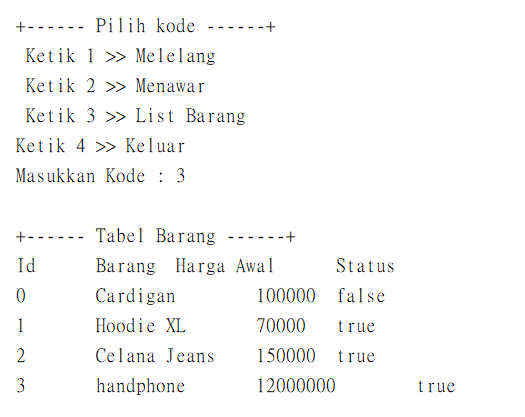 +------ Pilih kode ------+
Ketik 1 >> Melelang
Ketik 2 >> Menawar
Ketik 3 >> List Barang
Ketik 4 >> Keluar
Masukkan Kode : 3
+------ Tabel Barang ------+
Id Barang Harga Awal Status
0 Cardigan 100000 false
1 Hoodie XL 70000 true
2 Celana Jeans 150000 true
3 handphone 12000000 true